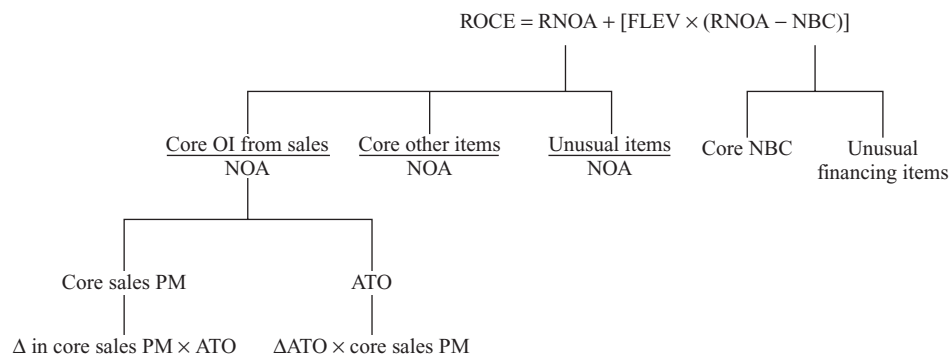 ROCE = RNOA + [FLEV × (RNOA – NBC)]
Core OI from sales
NOA
Core other items
NOA
Unusual items
NOA
Core NBC
Unusual
financing items
Core sales PM
ATO
Δ in core sales PM × ATO
ΔATO × core sales PM